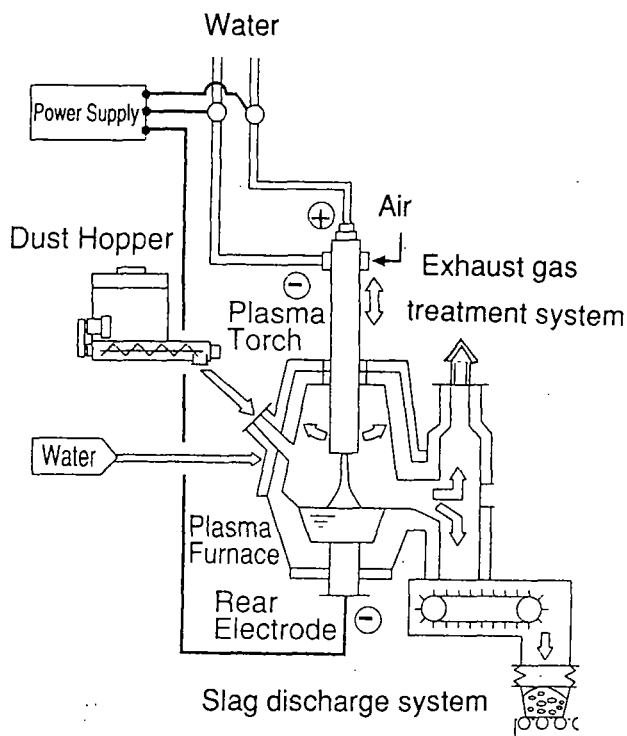 Water
Power Supply
+
Air
Dust Hopper
−
Exhaust gas
treatment system
Plasma
Torch
Water
Plasma
Furnace
Rear
Electrode
−
Slag discharge system